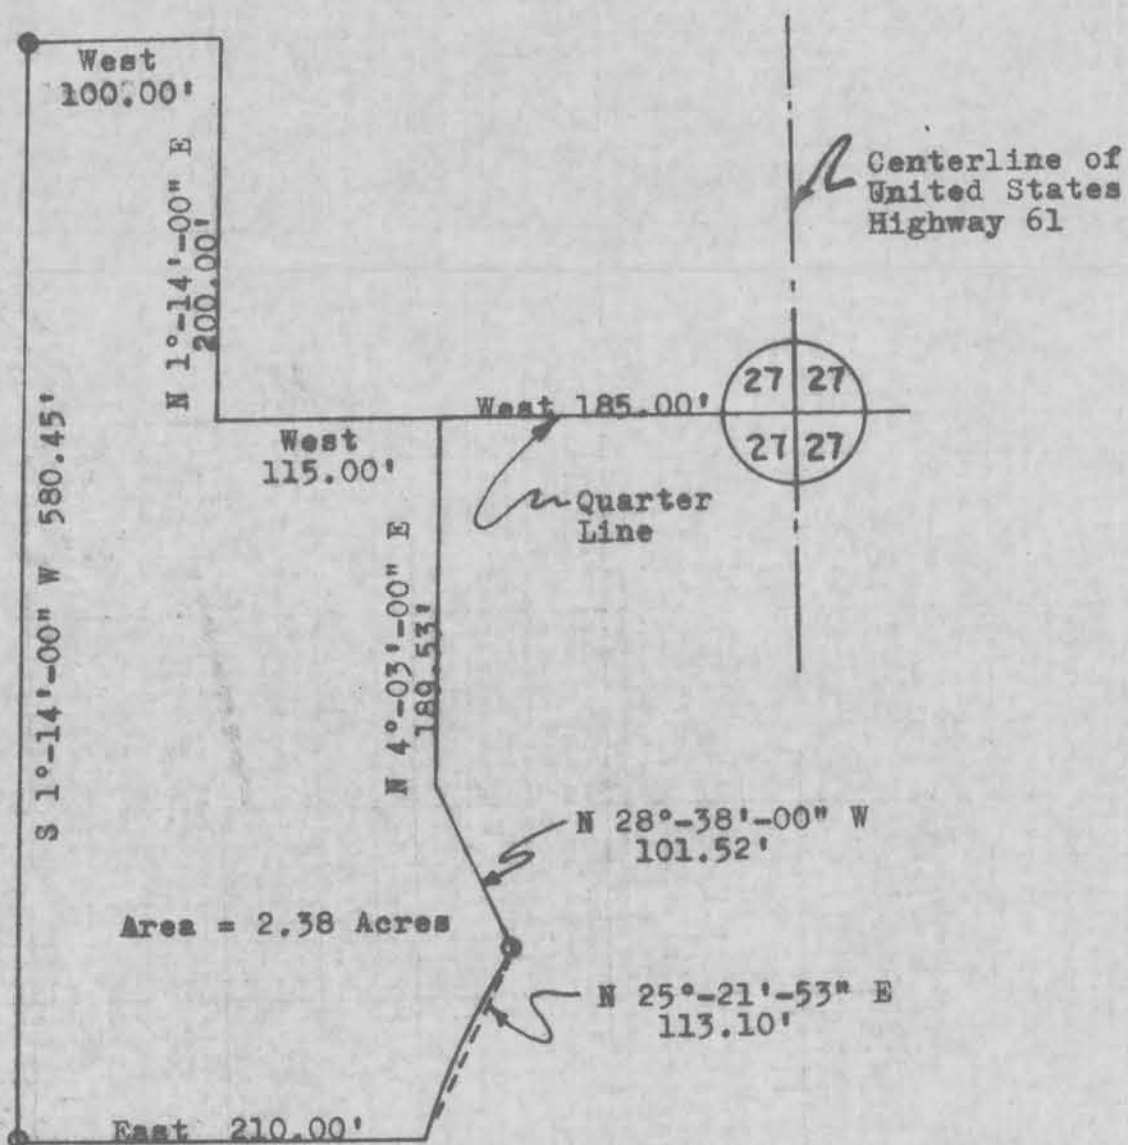 West
100.00'
N 1°-14'-00" E
200.00'
Centerline of
United States
Highway 61
27 27
27 27
West 185.00'
West
115.00'
Quarter
Line
S 1°-14'-00" W 580.45'
N 4°-03'-00" E
189.53'
N 28°-38'-00" W
101.52'
Area = 2.38 Acres
N 25°-21'-53" E
113.10'
East 210.00'